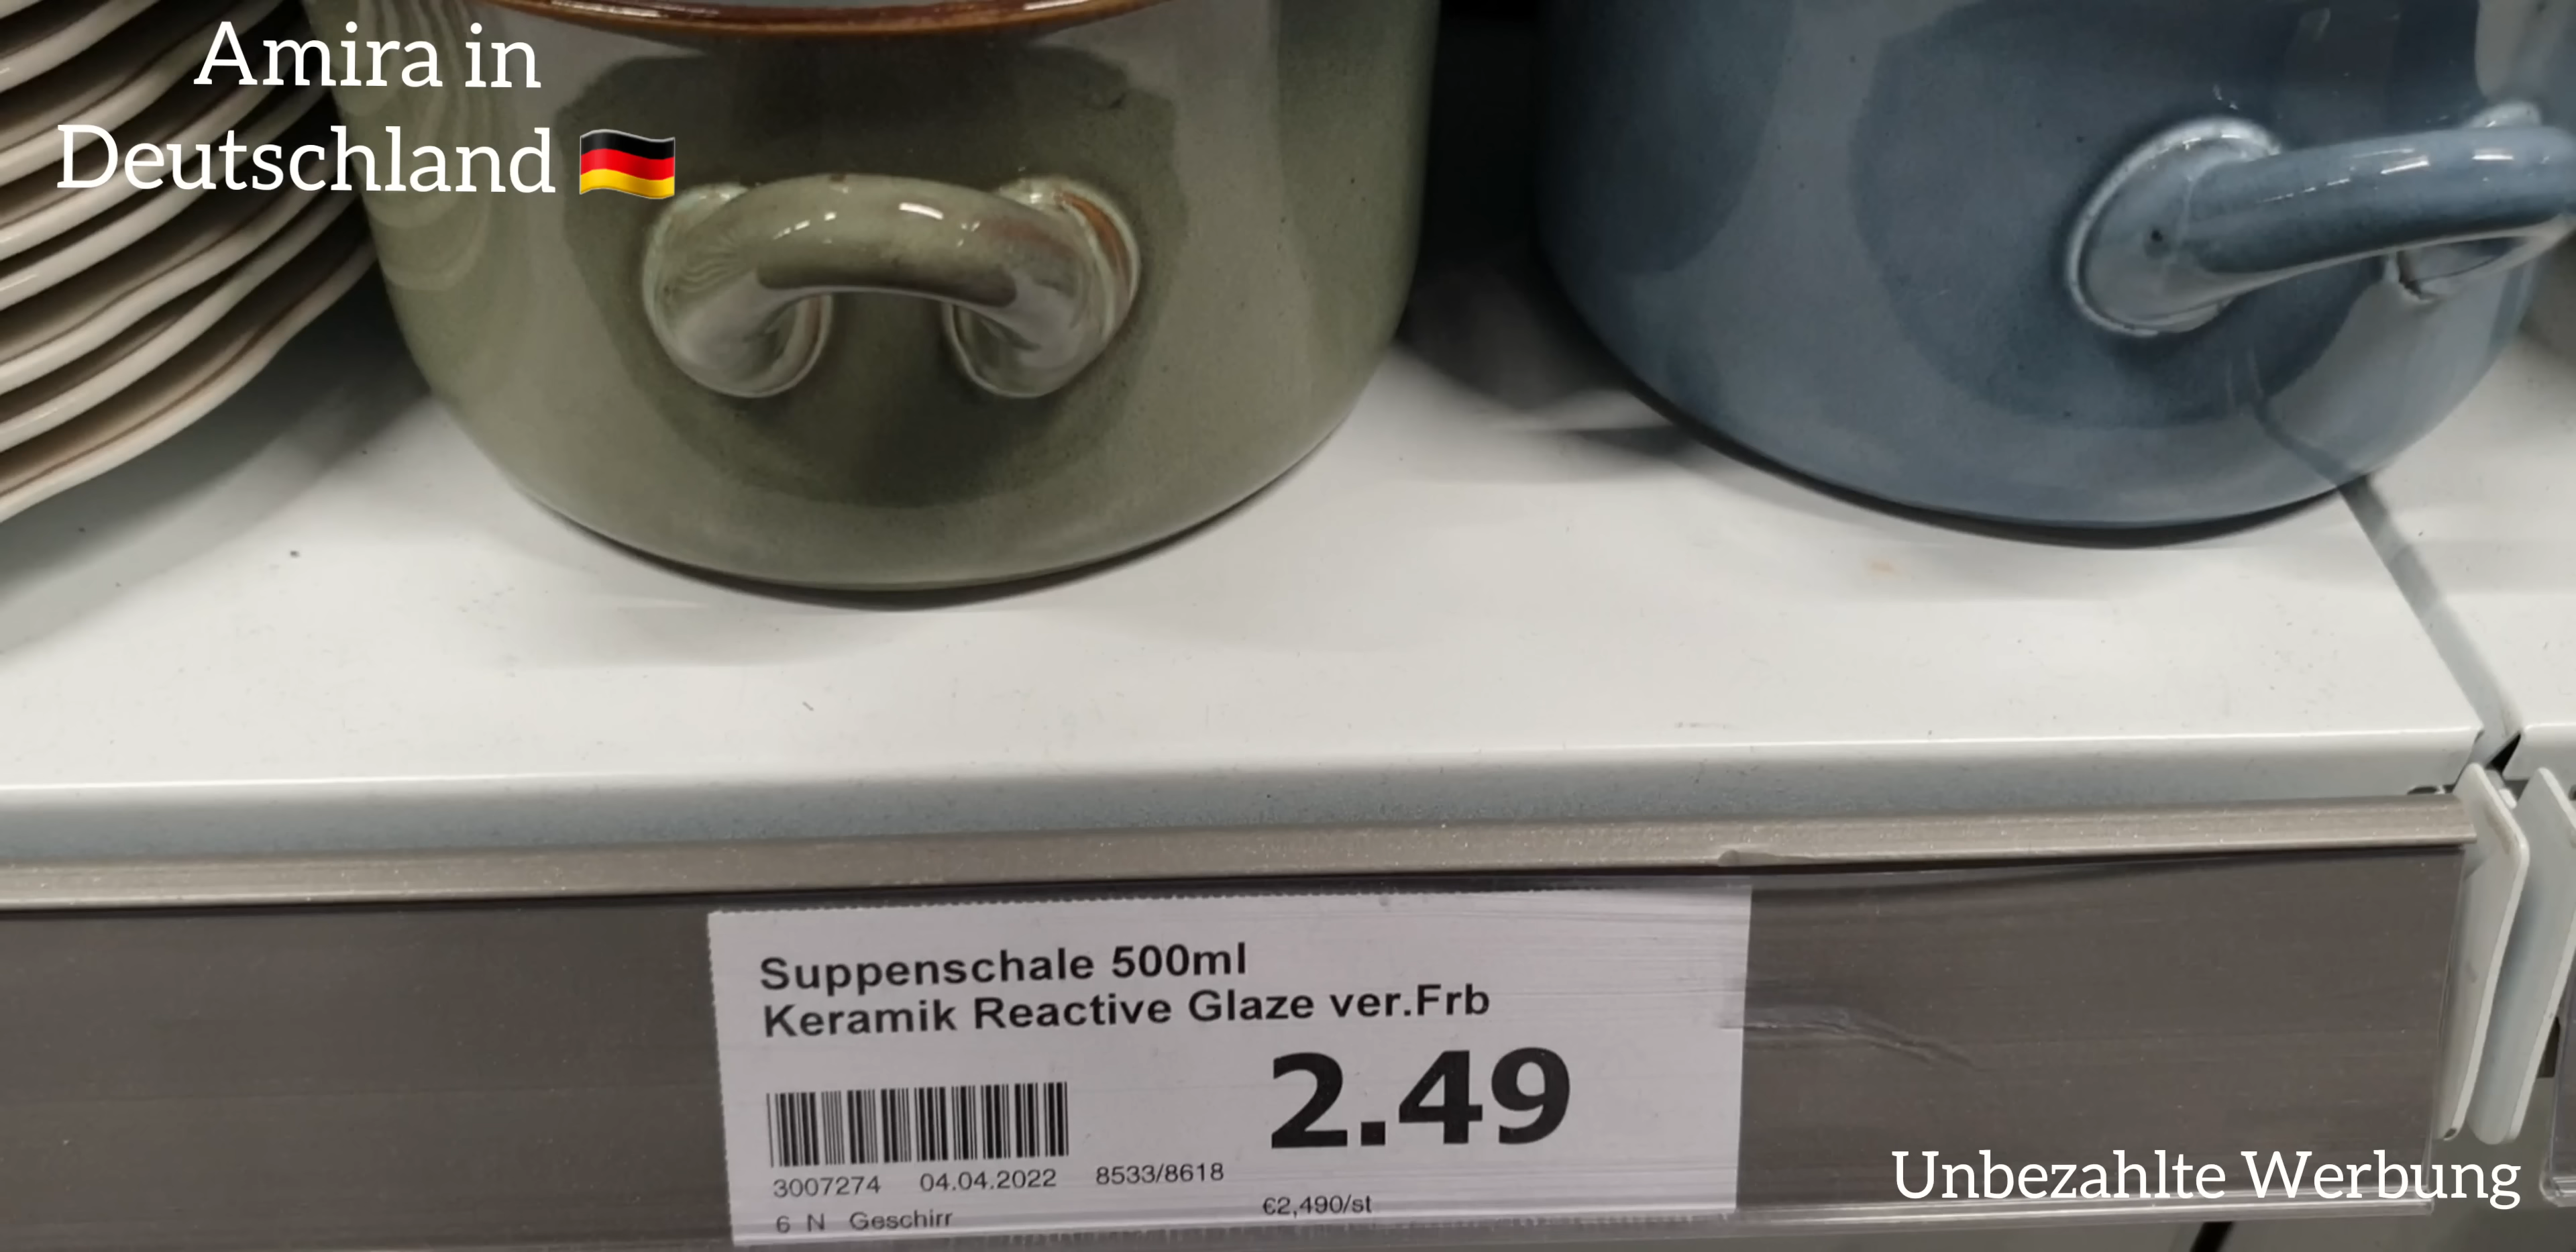 Amira in
Deutschland 🇩🇪
Suppenschale 500ml
Keramik Reactive Glaze ver.Frb
2.49
3007274 04.04.2022 8533/8618
€2,490/st
6 N Geschirr
Unbezahlte Werbung